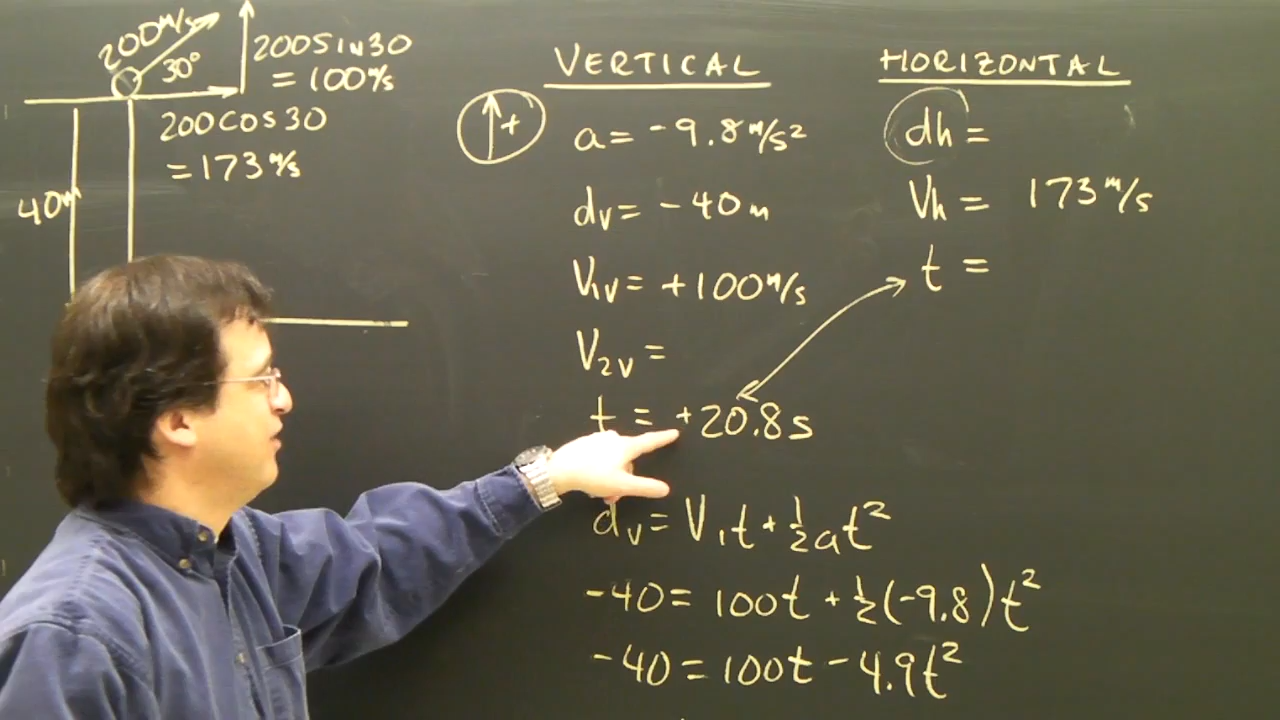 200m/s
30°
200Sin30
= 100m/s
200cos30
= 173m/s
40m
VERTICAL
+
a = -9.8m/s²
dv = -40m
V1v = +100m/s
V2v =
t = +20.8s
dv = V1t + ½at²
-40 = 100t + ½(-9.8)t²
-40 = 100t - 4.9t²
HORIZONTAL
dh =
Vh = 173m/s
t =